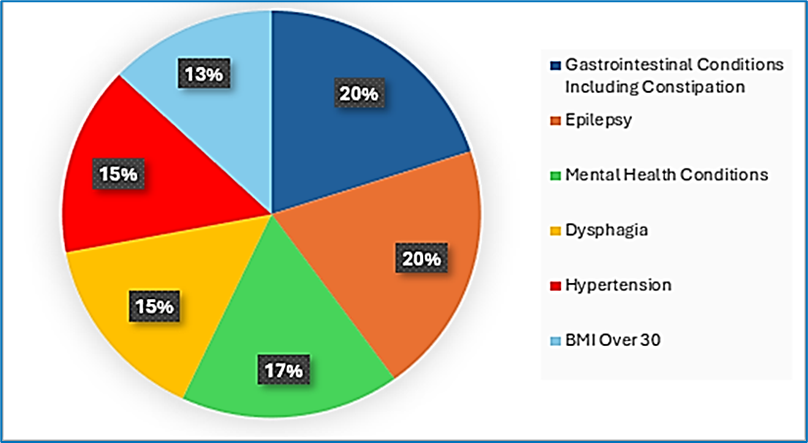 13%
20%
15%
20%
15%
17%
Gastrointestinal Conditions
Including Constipation
Epilepsy
Mental Health Conditions
Dysphagia
Hypertension
BMI Over 30